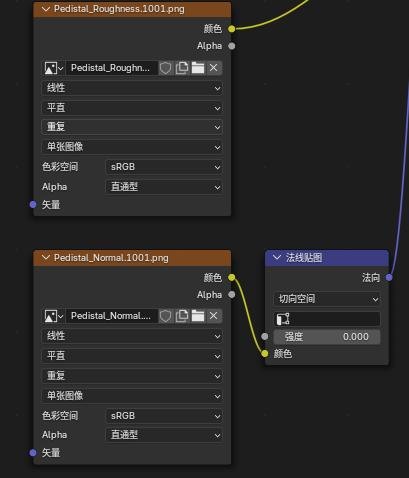 Pedistal_Roughness.1001.png
颜色
Alpha
Pedistal_Roughn...
线性
平直
重复
单张图像
色彩空间 sRGB
Alpha 直通型
矢量
Pedistal_Normal.1001.png
颜色
Alpha
Pedistal_Normal....
线性
平直
重复
单张图像
色彩空间 sRGB
Alpha 直通型
矢量
法线贴图
法向
切向空间
强度 0.000
颜色